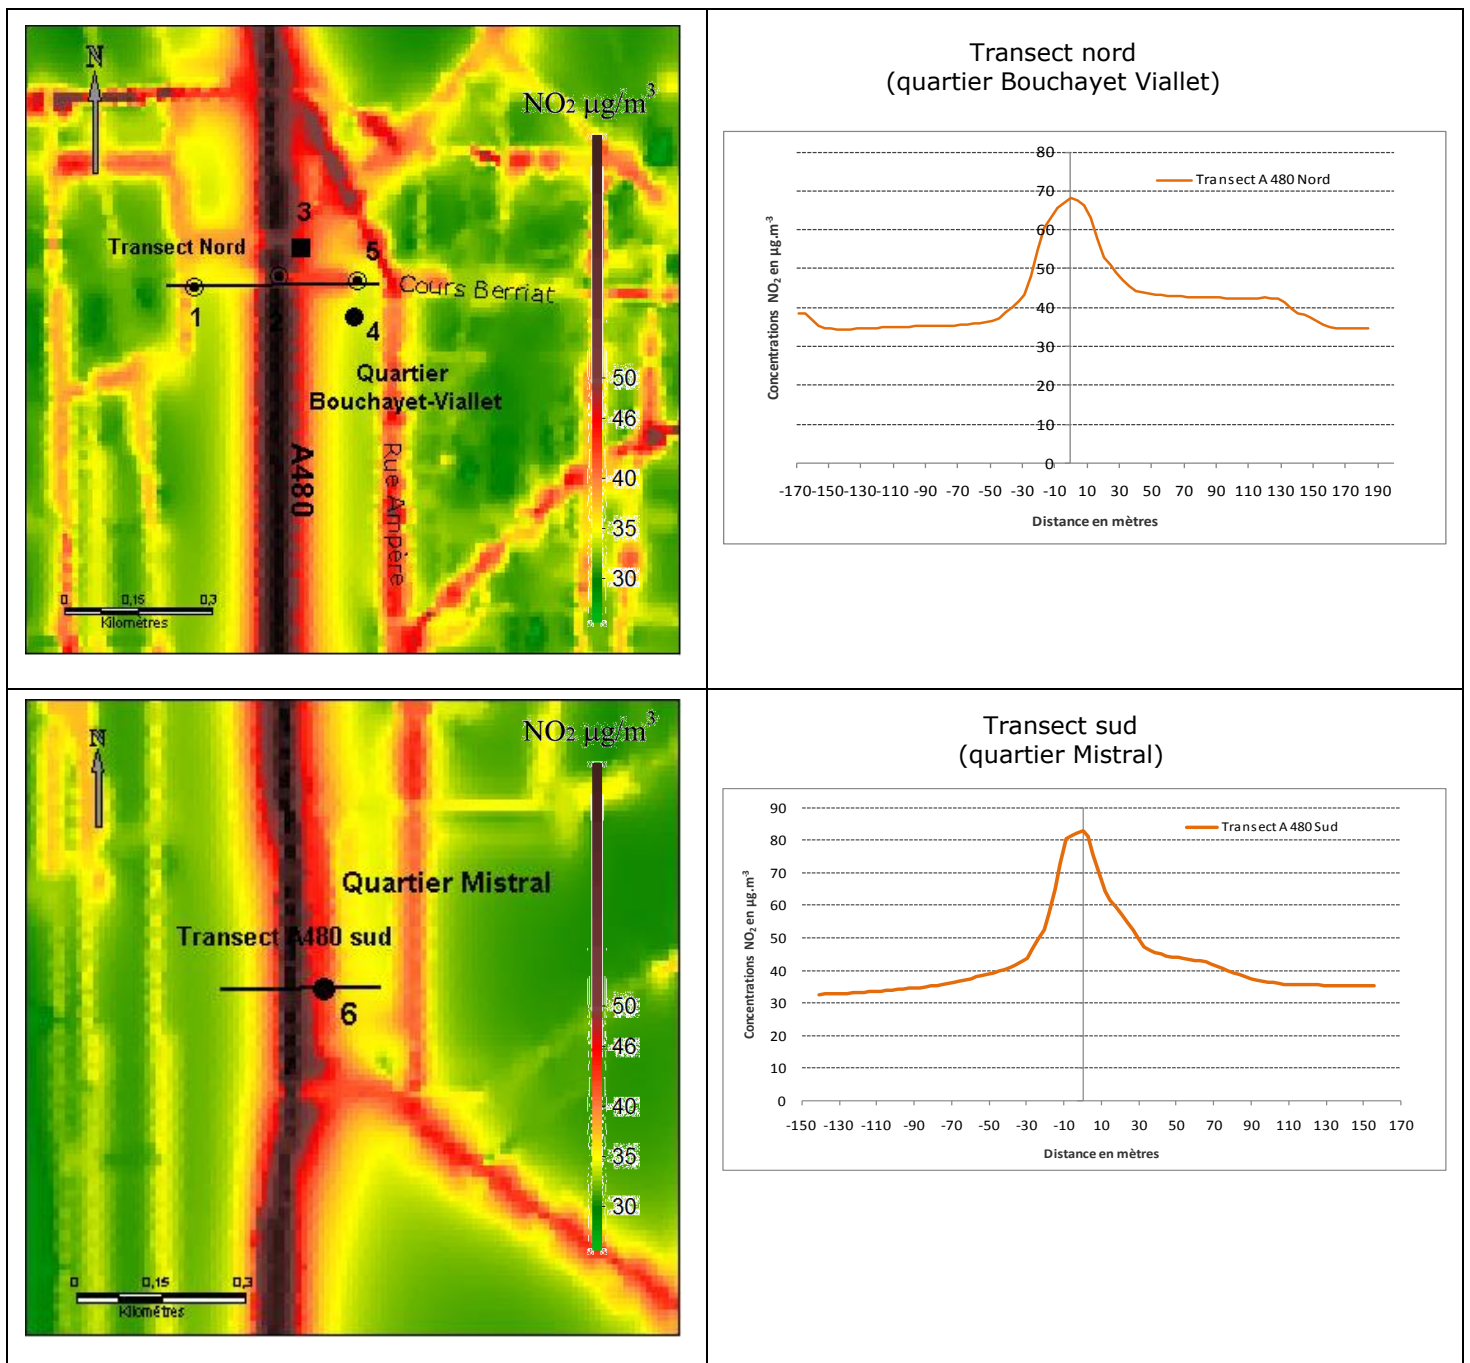 N
NO₂ µg/m³
3
Transect Nord
5
Cours Berriat
1
2
4
Quartier
Bouchayet-Viallet
A480
Rue Ampère
50
46
40
35
30
0 0,15 0,3
Kilomètres
Transect nord
(quartier Bouchayet Viallet)
80
70
60
50
40
30
20
10
0
Transect A 480 Nord
Concentrations NO₂ en µg.m⁻³
-170 -150 -130 -110 -90 -70 -50 -30 -10 10 30 50 70 90 110 130 150 170 190
Distance en mètres
N
NO₂ µg/m³
Quartier Mistral
Transect A480 sud
6
50
46
40
35
30
0 0,15 0,3
Kilomètres
Transect sud
(quartier Mistral)
90
80
70
60
50
40
30
20
10
0
Transect A 480 Sud
Concentrations NO₂ en µg.m⁻³
-150 -130 -110 -90 -70 -50 -30 -10 10 30 50 70 90 110 130 150 170
Distance en mètres